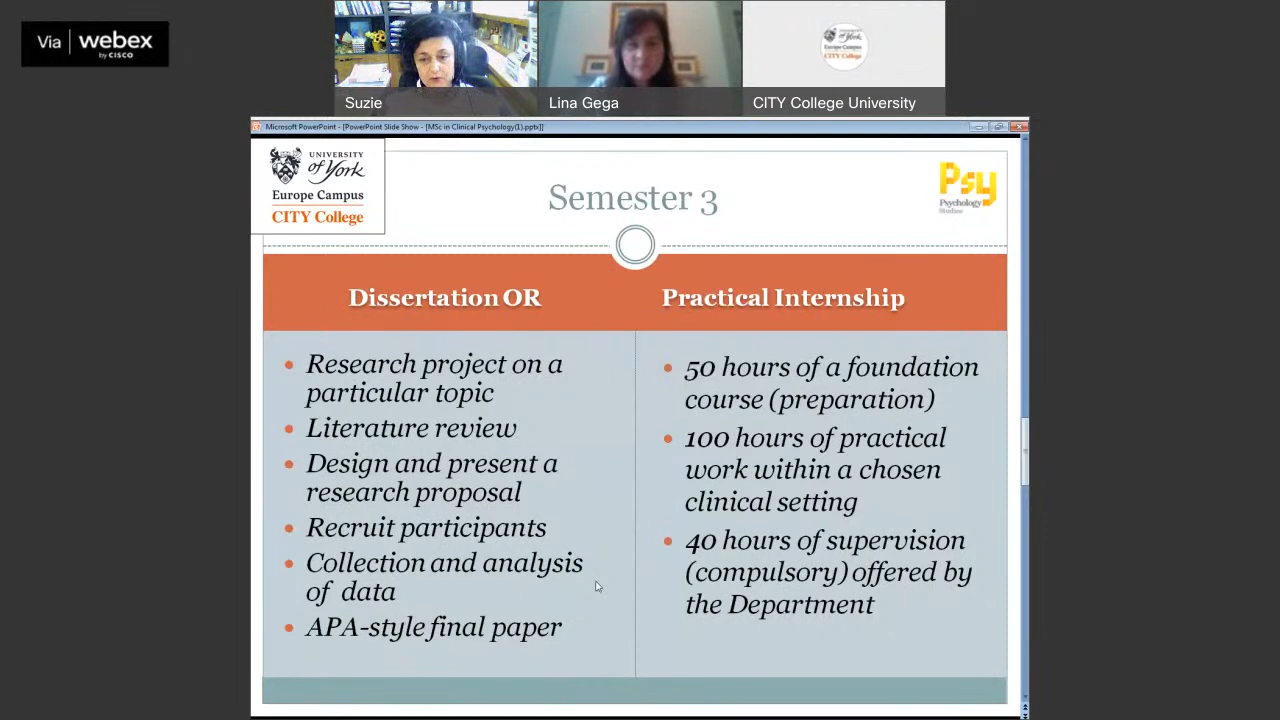 Via webex
by CISCO
Suzie
Lina Gega
CITY College University
Microsoft PowerPoint - [PowerPoint Slide Show - [MSc in Clinical Psychology(1).pptx]]
UNIVERSITY
of York
Europe Campus
CITY College
Semester 3
Psy
Psychology
Studies
Dissertation OR
Research project on a
particular topic
Literature review
Design and present a
research proposal
Recruit participants
Collection and analysis
of data
APA-style final paper
Practical Internship
50 hours of a foundation
course (preparation)
100 hours of practical
work within a chosen
clinical setting
40 hours of supervision
(compulsory) offered by
the Department